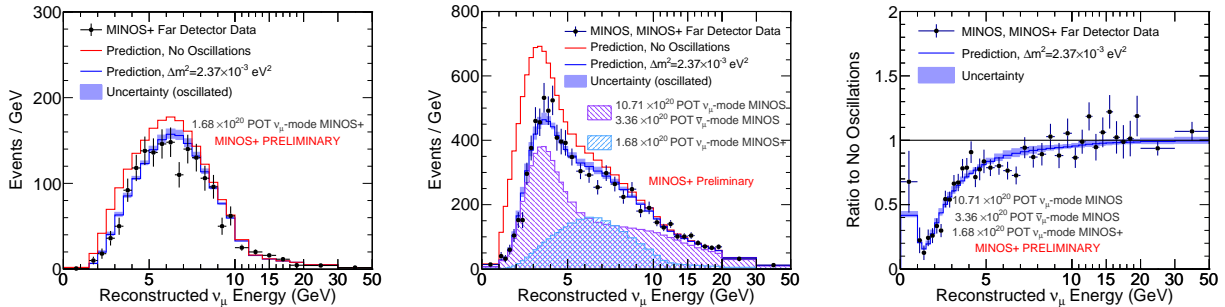 Events / GeV
300
200
100
0
MINOS+ Far Detector Data
Prediction, No Oscillations
Prediction, Δm²=2.37×10⁻³ eV²
Uncertainty (oscillated)
1.68×10²⁰ POT νμ-mode MINOS+
MINOS+ PRELIMINARY
0 5 10 15 20 30 50
Reconstructed νμ Energy (GeV)
Events / GeV
800
600
400
200
0
MINOS, MINOS+ Far Detector Data
Prediction, No Oscillations
Prediction, Δm²=2.37×10⁻³ eV²
Uncertainty (oscillated)
10.71 ×10²⁰ POT νμ-mode MINOS
3.36 ×10²⁰ POT ν̅μ-mode MINOS
1.68 ×10²⁰ POT νμ-mode MINOS+
MINOS+ Preliminary
0 5 10 15 20 30 50
Reconstructed νμ Energy (GeV)
Ratio to No Oscillations
2
1.5
1
0.5
0
MINOS, MINOS+ Far Detector Data
Prediction, Δm²=2.37×10⁻³ eV²
Uncertainty
10.71 ×10²⁰ POT νμ-mode MINOS
3.36 ×10²⁰ POT ν̅μ-mode MINOS
1.68 ×10²⁰ POT νμ-mode MINOS+
MINOS+ PRELIMINARY
0 5 10 15 20 30 50
Reconstructed νμ Energy (GeV)